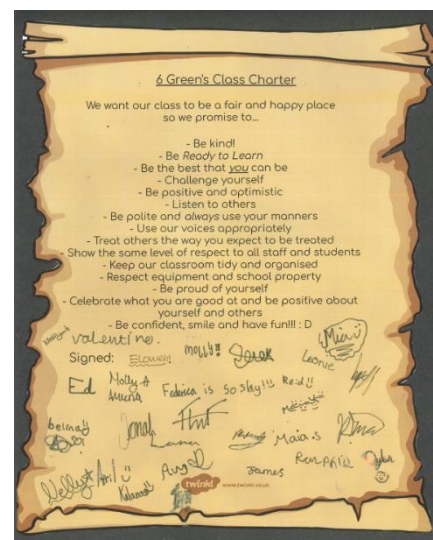 6 Green's Class Charter
We want our class to be a fair and happy place
so we promise to...
- Be kind!
- Be Ready to Learn
- Be the best that you can be
- Challenge yourself
- Be positive and optimistic
- Listen to others
- Be polite and always use your manners
- Use our voices appropriately
- Treat others the way you expect to be treated
- Show the same level of respect to all staff and students
- Keep our classroom tidy and organised
- Respect equipment and school property
- Be proud of yourself
- Celebrate what you are good at and be positive about
yourself and others
- Be confident, smile and have fun!!! : D
valentine.
Signed: Elowen! molly!! Mia
Leonie
Ed Molly A Federica is so slay!!! Reid
Jonah
Maia.s
Nelly April Angel James
twinkl www.twinkl.co.uk